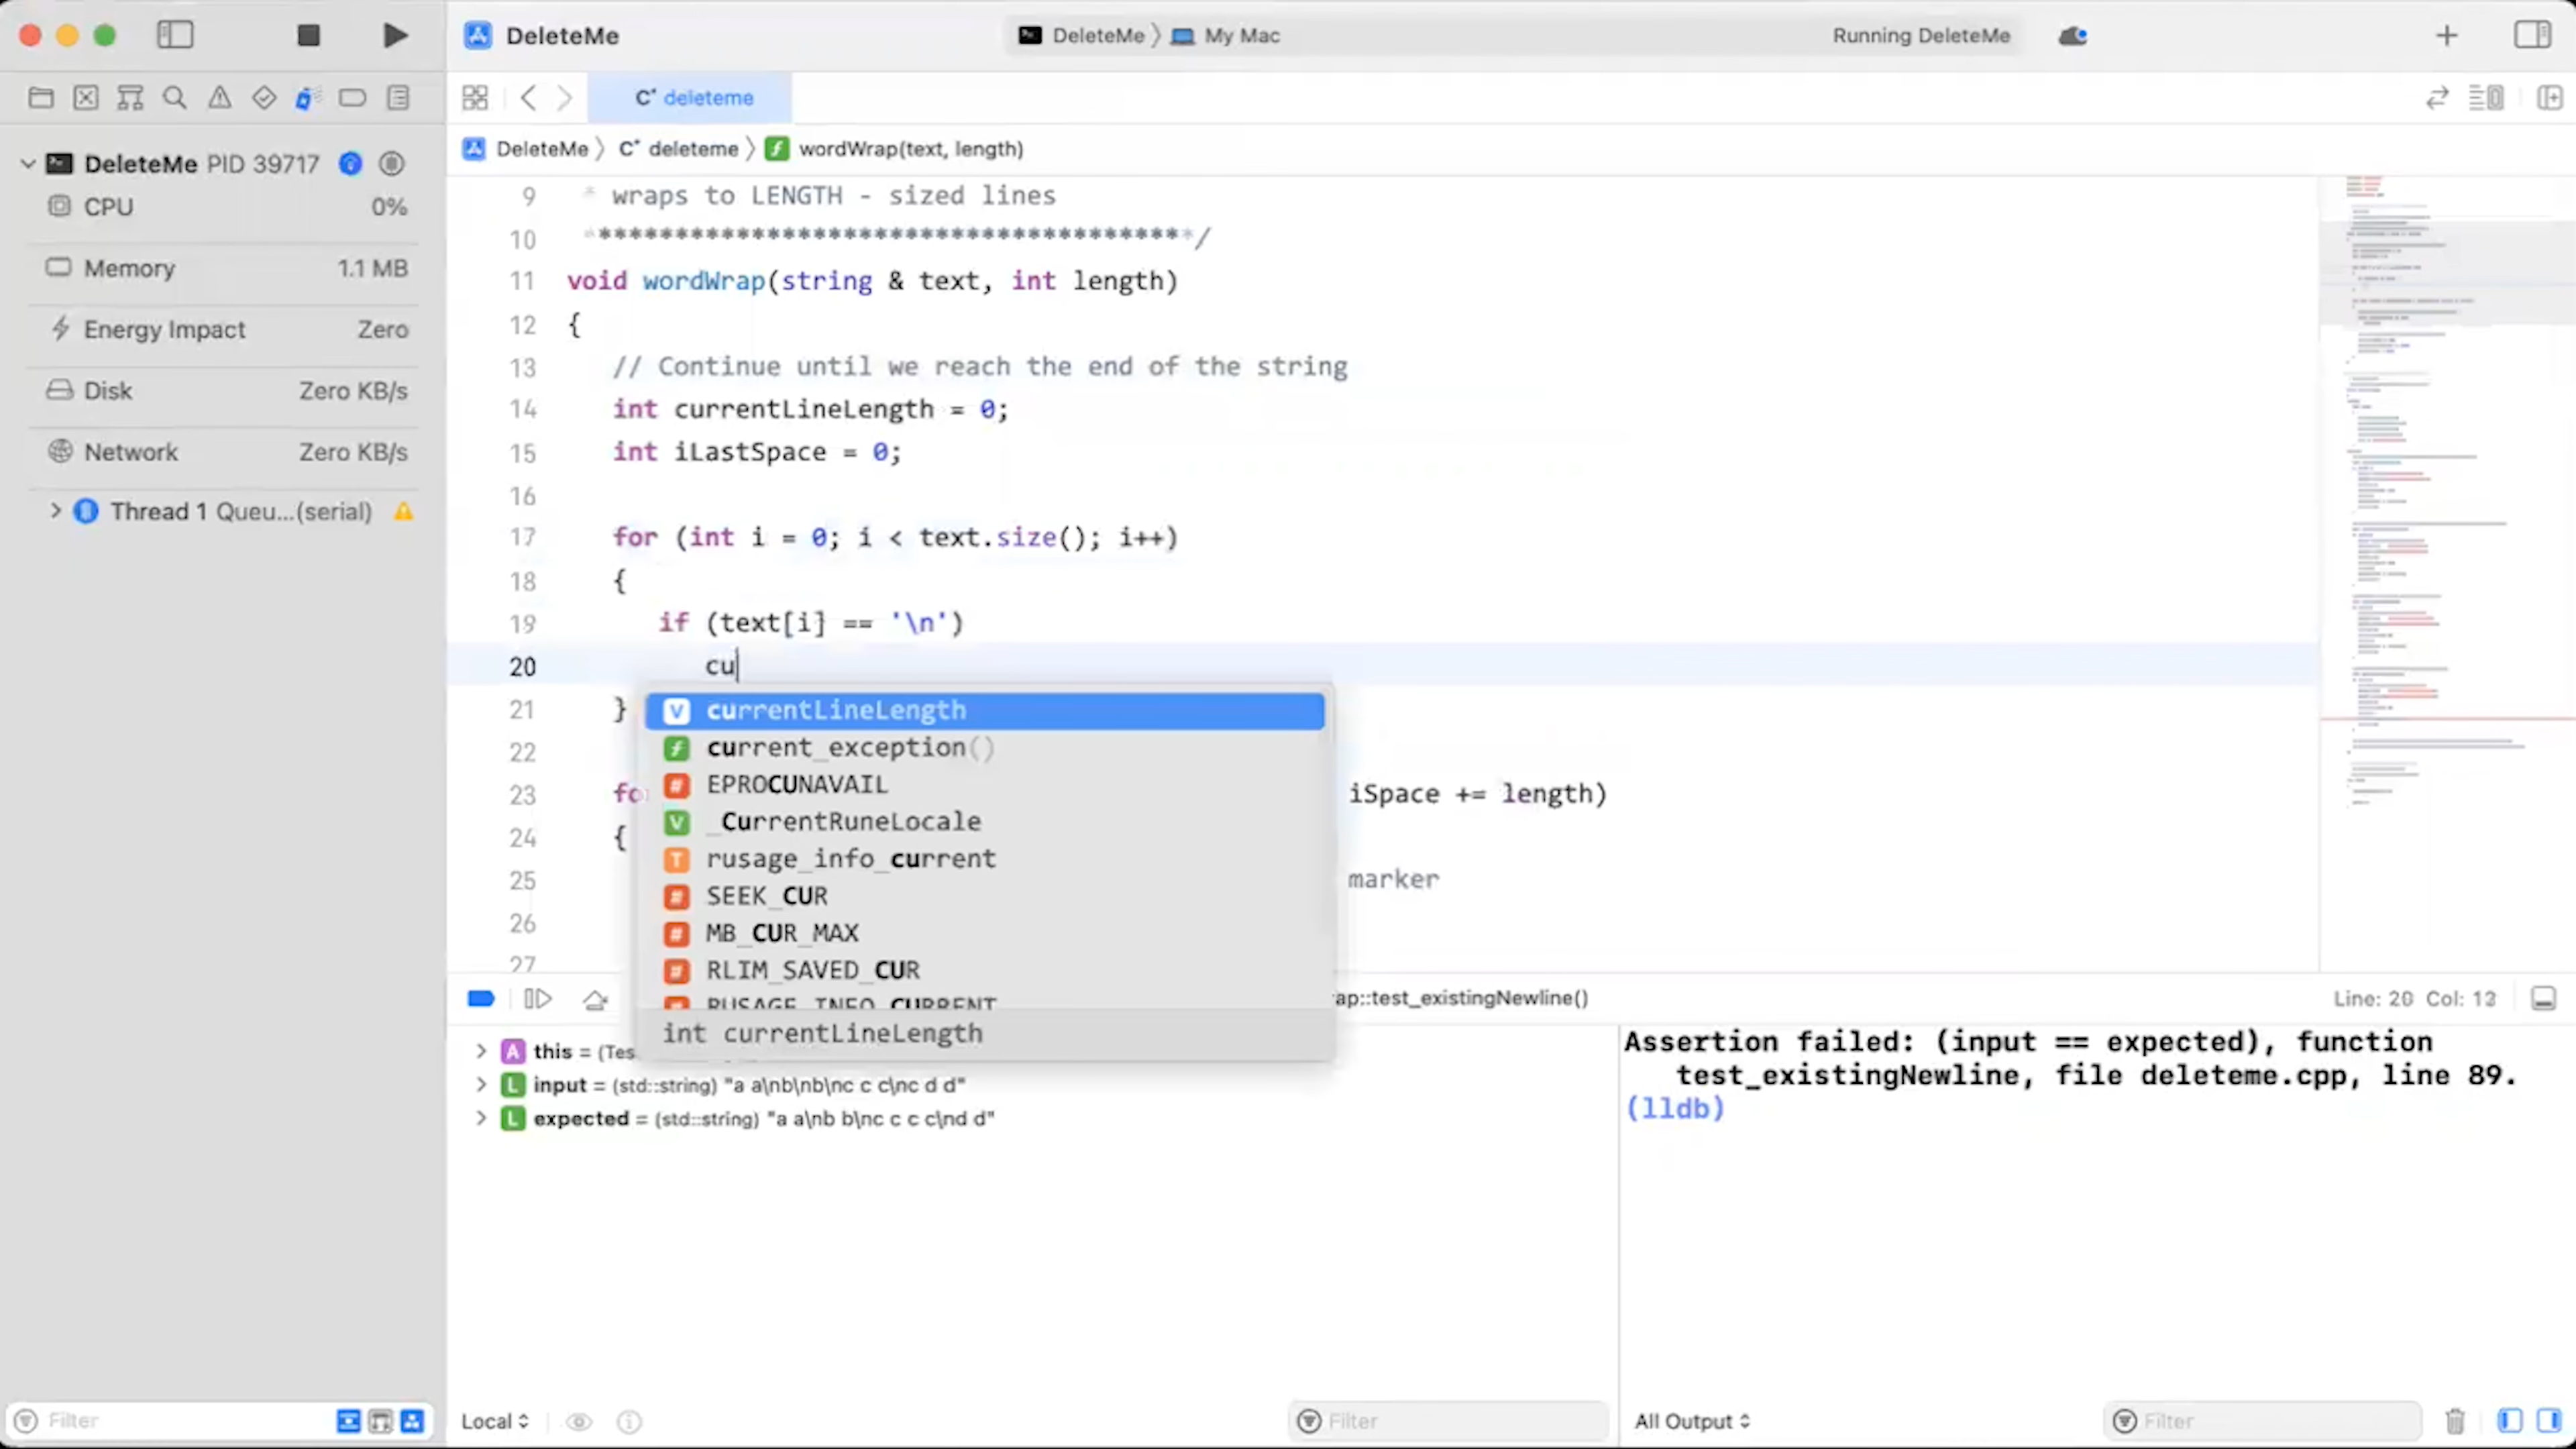 DeleteMe
DeleteMe 〉 My Mac
Running DeleteMe
C⁺ deleteme
DeleteMe 〉 C⁺ deleteme 〉 wordWrap(text, length)
DeleteMe PID 39717
CPU 0%
Memory 1.1 MB
Energy Impact Zero
Disk Zero KB/s
Network Zero KB/s
Thread 1 Queu...(serial)
9 * wraps to LENGTH - sized lines
10 ****************************************/
11 void wordWrap(string & text, int length)
12 {
13 // Continue until we reach the end of the string
14 int currentLineLength = 0;
15 int iLastSpace = 0;
16
17 for (int i = 0; i < text.size(); i++)
18 {
19 if (text[i] == '\n')
20 cu
21 }
22
23 fo iSpace += length)
24 {
25 marker
26
27
currentLineLength
current_exception()
EPROCUNAVAIL
_CurrentRuneLocale
rusage_info_current
SEEK_CUR
MB_CUR_MAX
RLIM_SAVED_CUR
RUSAGE_INFO_CURRENT
int currentLineLength
ap::test_existingNewline()
Line: 20 Col: 13
A this = (Tes
L input = (std::string) "a a\nb\nb\nc c c\nc d d"
L expected = (std::string) "a a\nb b\nc c c c\nd d"
Assertion failed: (input == expected), function
test_existingNewline, file deleteme.cpp, line 89.
(lldb)
Filter
Local
Filter
All Output
Filter